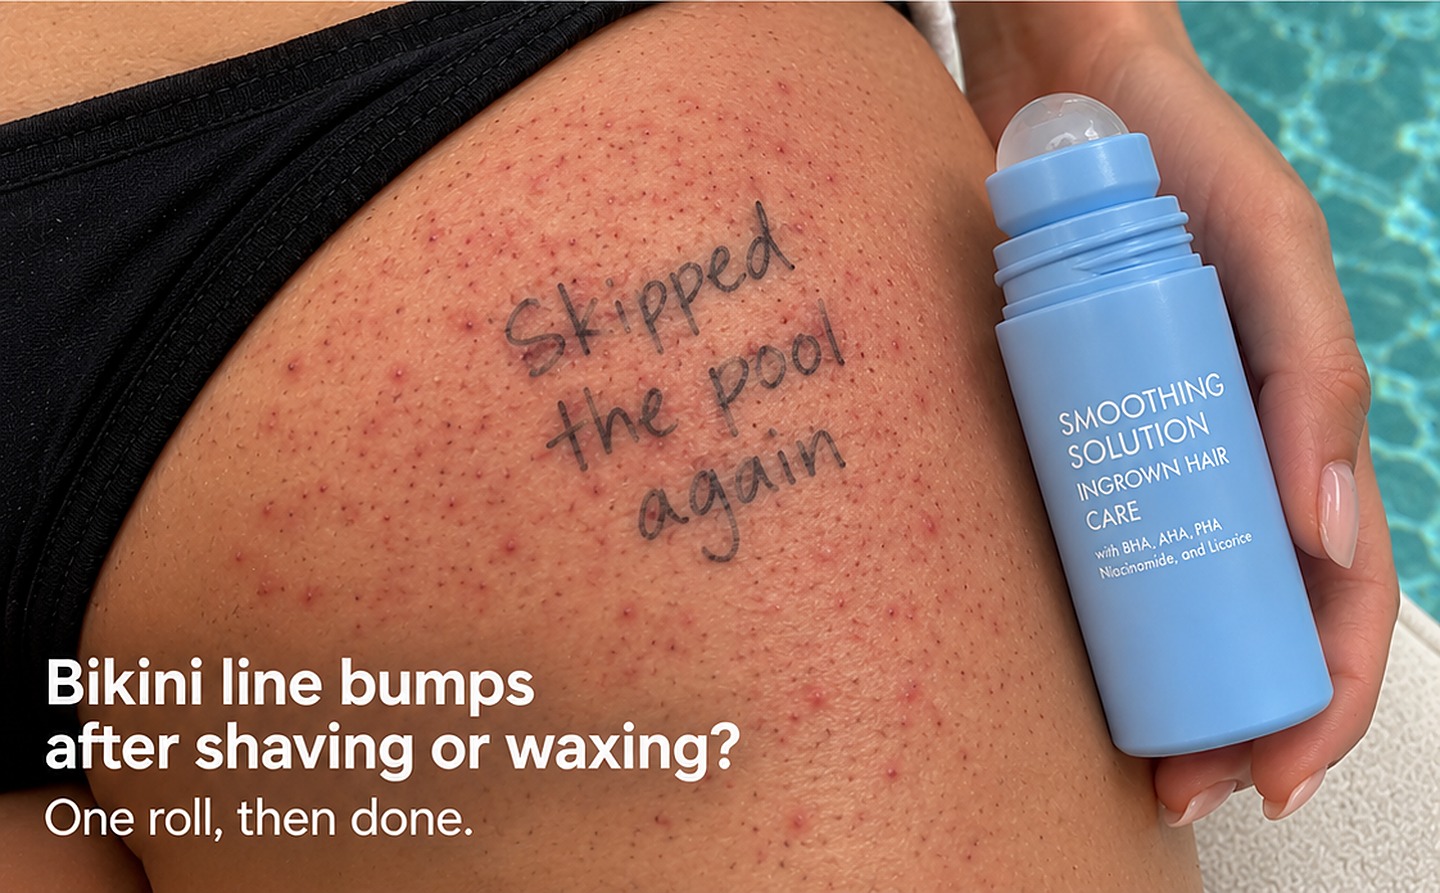 Skipped
the pool
again
SMOOTHING
SOLUTION
INGROWN HAIR
CARE
with BHA, AHA, PHA
Niacinomide, and Licorice
Bikini line bumps
after shaving or waxing?
One roll, then done.